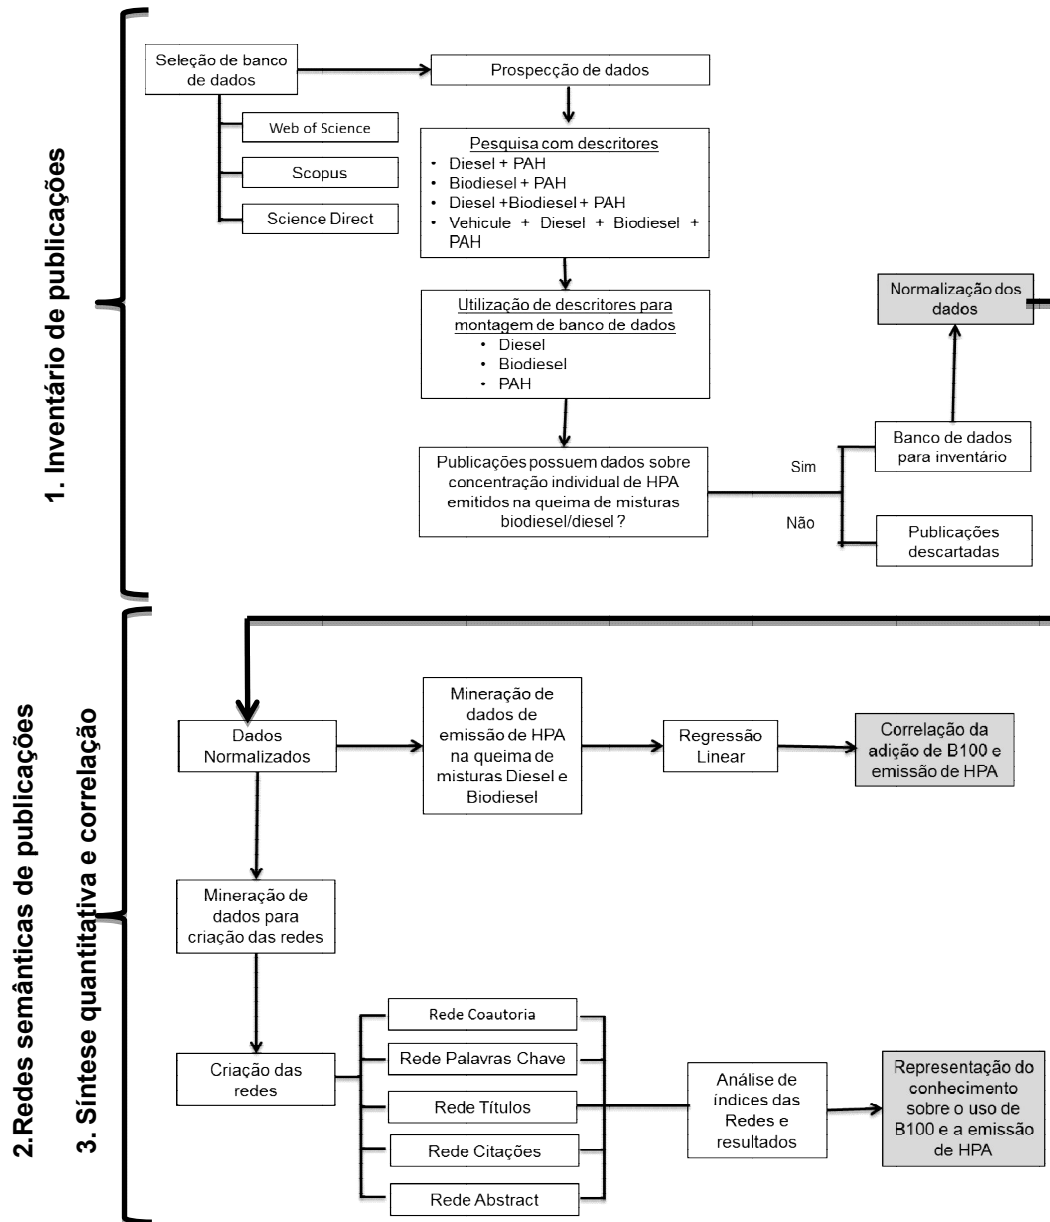 1. Inventário de publicações
Seleção de banco
de dados
Prospecção de dados
Web of Science
Scopus
Science Direct
Pesquisa com descritores
• Diesel + PAH
• Biodiesel + PAH
• Diesel +Biodiesel + PAH
• Vehicule + Diesel + Biodiesel +
PAH
Utilização de descritores para
montagem de banco de dados
• Diesel
• Biodiesel
• PAH
Normalização dos
dados
Publicações possuem dados sobre
concentração individual de HPA
emitidos na queima de misturas
biodiesel/diesel ?
Sim
Não
Banco de dados
para inventário
Publicações
descartadas
2.Redes semânticas de publicações
3. Síntese quantitativa e correlação
Dados
Normalizados
Mineração de
dados de
emissão de HPA
na queima de
misturas Diesel e
Biodiesel
Regressão
Linear
Correlação da
adição de B100 e
emissão de HPA
Mineração de
dados para
criação das redes
Criação das
redes
Rede Coautoria
Rede Palavras Chave
Rede Títulos
Rede Citações
Rede Abstract
Análise de
índices das
Redes e
resultados
Representação do
conhecimento
sobre o uso de
B100 e a emissão
de HPA